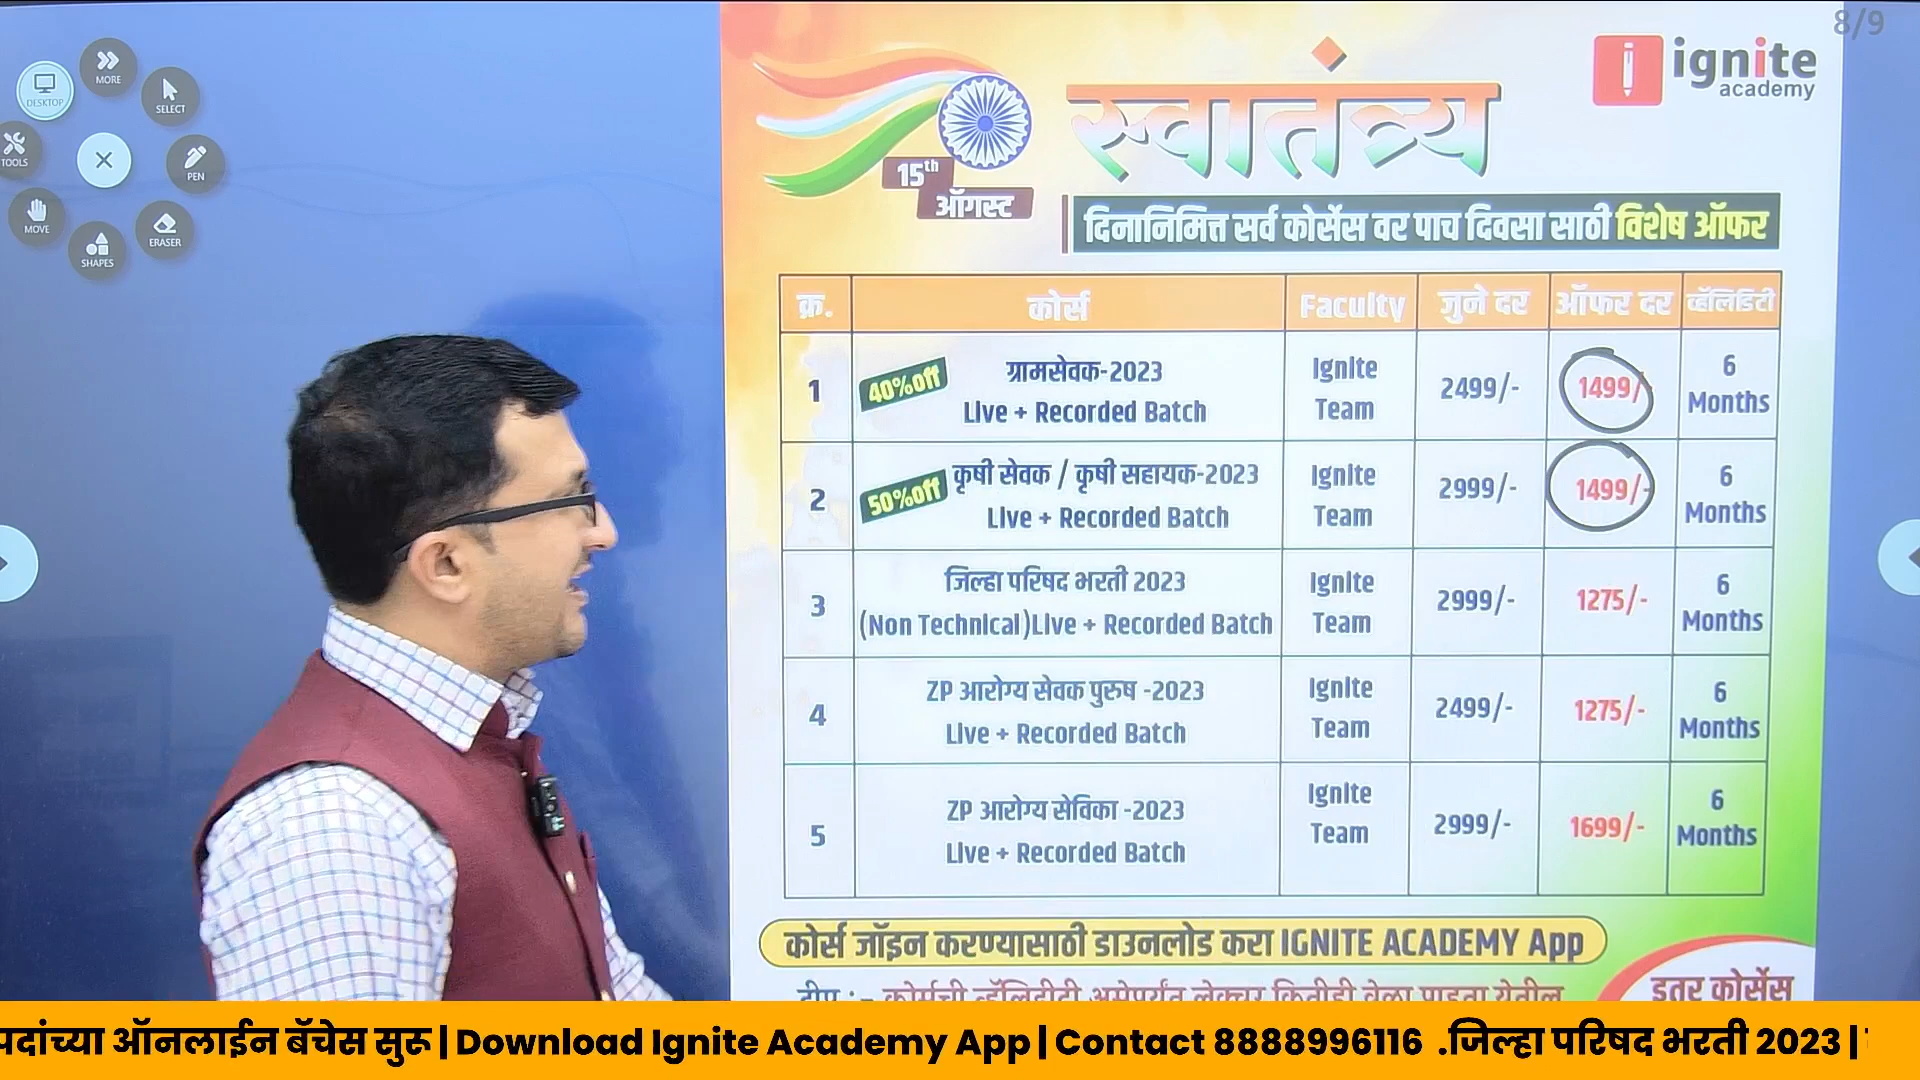 8/9
MORE
DESKTOP
SELECT
TOOLS
PEN
MOVE
ERASER
SHAPES
ignite
academy
स्वातंत्र्य
15th
ऑगस्ट
दिनानिमित्त सर्व कोर्सेस वर पाच दिवसा साठी विशेष ऑफर
क्र. कोर्स Faculty जुने दर ऑफर दर व्हॅलिडिटी
1 40%off ग्रामसेवक-2023 Live + Recorded Batch Ignite Team 2499/- 1499/- 6 Months
2 50%off कृषी सेवक / कृषी सहायक-2023 Live + Recorded Batch Ignite Team 2999/- 1499/- 6 Months
3 जिल्हा परिषद भरती 2023 (Non Technical)Live + Recorded Batch Ignite Team 2999/- 1275/- 6 Months
4 ZP आरोग्य सेवक पुरुष -2023 Live + Recorded Batch Ignite Team 2499/- 1275/- 6 Months
5 ZP आरोग्य सेविका -2023 Live + Recorded Batch Ignite Team 2999/- 1699/- 6 Months
कोर्स जॉइन करण्यासाठी डाउनलोड करा IGNITE ACADEMY App
टीप : - कोर्सची व्हॅलिडीटी असेपर्यंत लेक्चर कितीही वेळा पाहता येतील
इतर कोर्सेस
पदांच्या ऑनलाईन बॅचेस सुरू | Download Ignite Academy App | Contact 8888996116 .जिल्हा परिषद भरती 2023 |